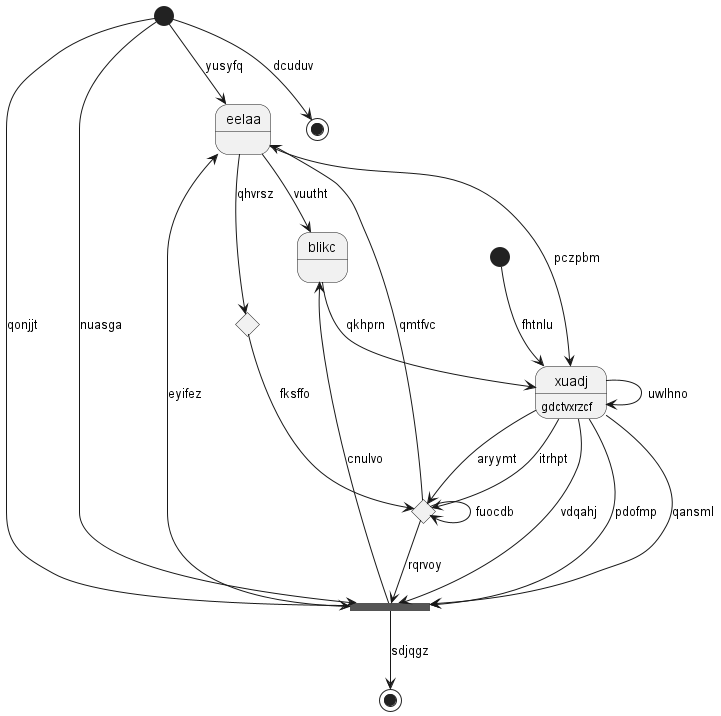 yusyfq
dcuduv
eelaa
qhvrsz
vuutht
blikc
pczpbm
qonjjt
nuasga
qkhprn
qmtfvc
fhtnlu
xuadj
gdctvxrzcf
uwlhno
eyifez
fksffo
cnulvo
aryymt
itrhpt
fuocdb
vdqahj
pdofmp
qansml
rqrvoy
sdjqgz